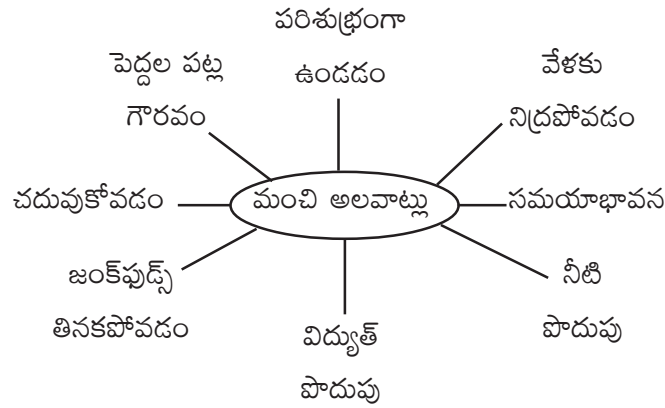 పరిశుభ్రంగా
ఉండడం
పెద్దల పట్ల
గౌరవం
వేళకు
నిద్రపోవడం
చదువుకోవడం
మంచి అలవాట్లు
సమయాభావన
జంక్‌ఫుడ్స్
తినకపోవడం
విద్యుత్
పొదుపు
నీటి
పొదుపు